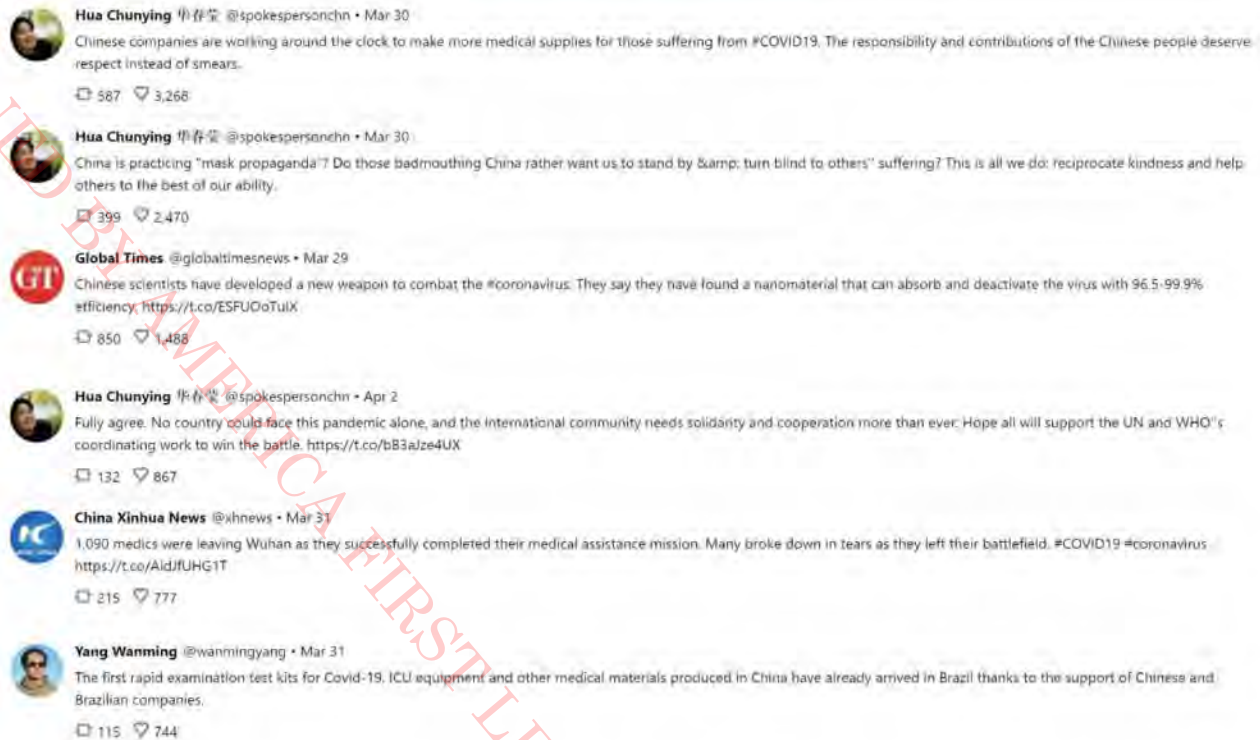 Hua Chunying 华春莹 @spokespersonchn • Mar 30
Chinese companies are working around the clock to make more medical supplies for those suffering from #COVID19. The responsibility and contributions of the Chinese people deserve
respect instead of smears.
587 3,268
Hua Chunying 华春莹 @spokespersonchn • Mar 30
China is practicing "mask propaganda"? Do those badmouthing China rather want us to stand by &amp; turn blind to others'' suffering? This is all we do: reciprocate kindness and help
others to the best of our ability.
399 2,470
Global Times @globaltimesnews • Mar 29
Chinese scientists have developed a new weapon to combat the #coronavirus. They say they have found a nanomaterial that can absorb and deactivate the virus with 96.5-99.9%
efficiency. https://t.co/ESFUOoTuIX
850 1,488
Hua Chunying 华春莹 @spokespersonchn • Apr 2
Fully agree. No country could face this pandemic alone, and the international community needs solidarity and cooperation more than ever. Hope all will support the UN and WHO''s
coordinating work to win the battle. https://t.co/bB3aJze4UX
132 867
China Xinhua News @xhnews • Mar 31
1,090 medics were leaving Wuhan as they successfully completed their medical assistance mission. Many broke down in tears as they left their battlefield. #COVID19 #coronavirus
https://t.co/AidJfUHG1T
215 777
Yang Wanming @wanmingyang • Mar 31
The first rapid examination test kits for Covid-19, ICU equipment and other medical materials produced in China have already arrived in Brazil thanks to the support of Chinese and
Brazilian companies.
115 744
GT
BY AMERICA FIRST